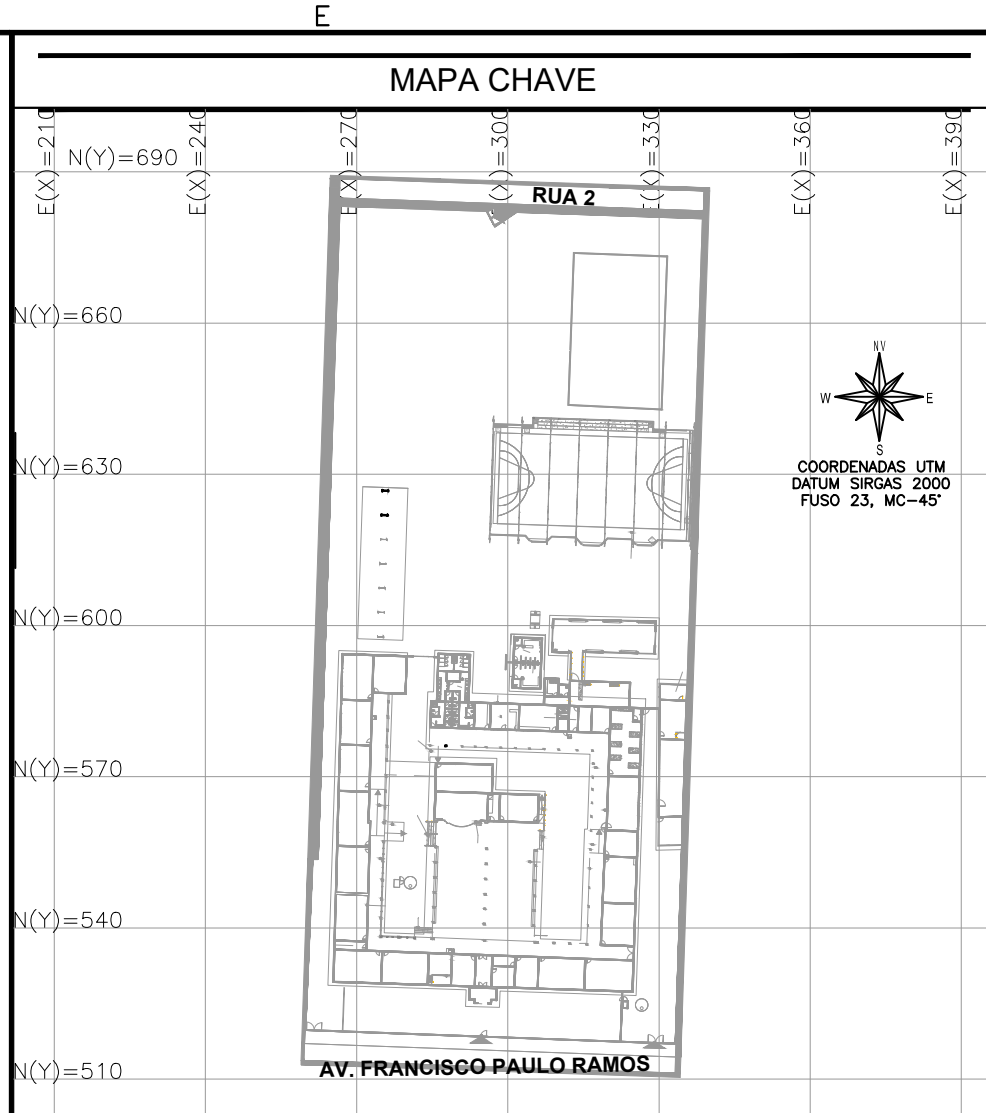 E
MAPA CHAVE
E(X)=210
E(X)=240
E(X)=270
E(X)=300
E(X)=330
E(X)=360
E(X)=390
N(Y)=690
RUA 2
N(Y)=660
NV
W
E
S
COORDENADAS UTM
DATUM SIRGAS 2000
FUSO 23, MC-45°
N(Y)=630
N(Y)=600
N(Y)=570
N(Y)=540
N(Y)=510
AV. FRANCISCO PAULO RAMOS